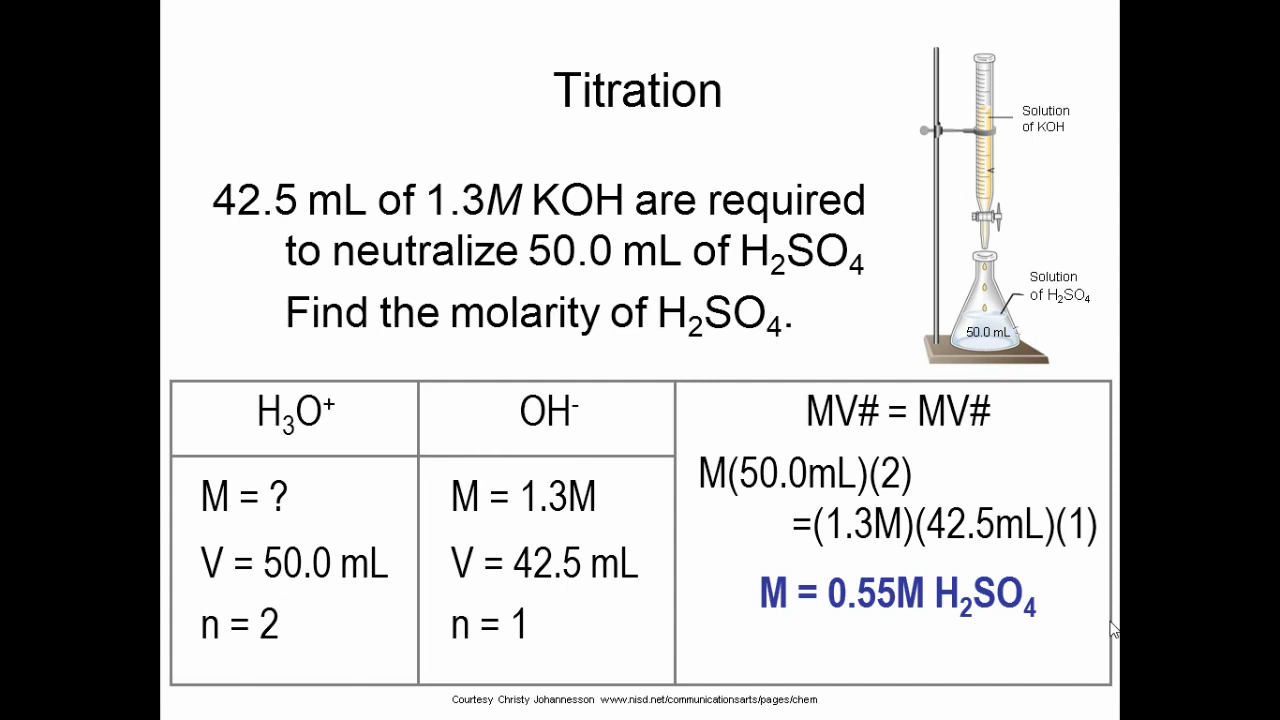 Titration
Solution
of KOH
42.5 mL of 1.3M KOH are required
to neutralize 50.0 mL of H₂SO₄
Find the molarity of H₂SO₄.
Solution
of H₂SO₄
50.0 mL
H₃O⁺
OH⁻
MV# = MV#
M = ?
V = 50.0 mL
n = 2
M = 1.3M
V = 42.5 mL
n = 1
M(50.0mL)(2)
=(1.3M)(42.5mL)(1)
M = 0.55M H₂SO₄
Courtesy Christy Johannesson www.nisd.net/communicationsarts/pages/chem